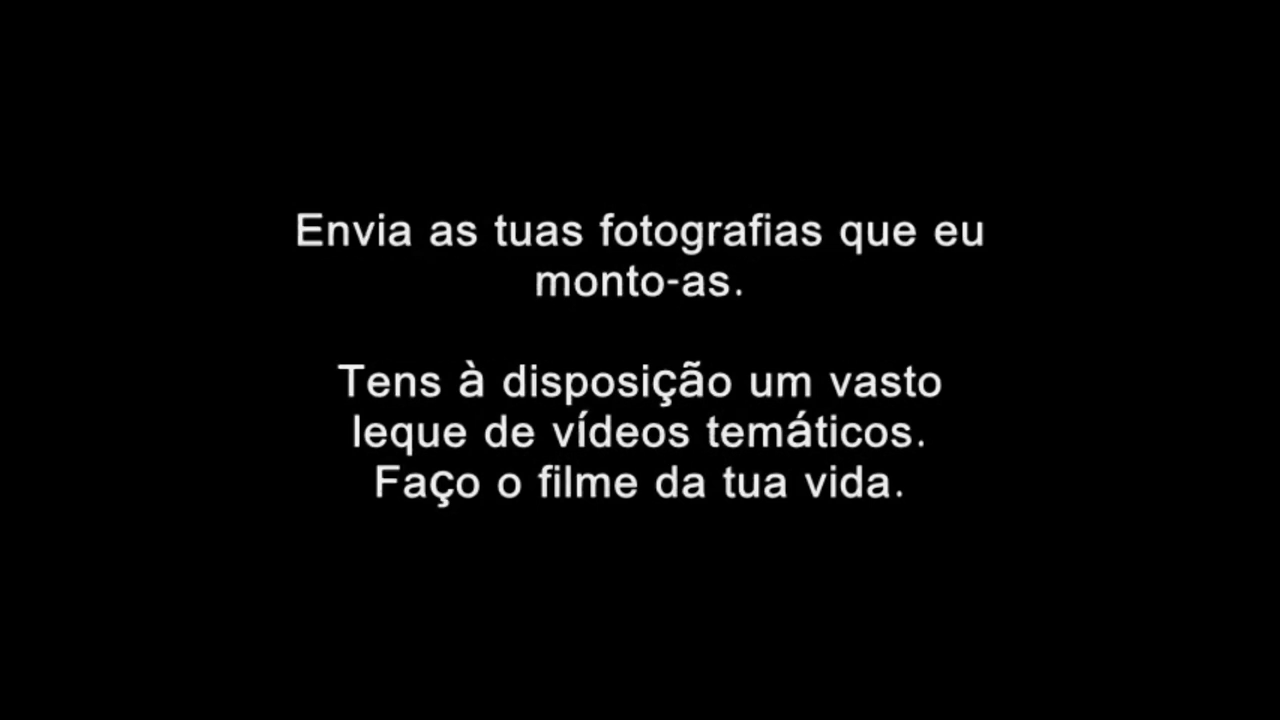 Envia as tuas fotografias que eu
monto-as.
Tens à disposição um vasto
leque de vídeos temáticos.
Faço o filme da tua vida.